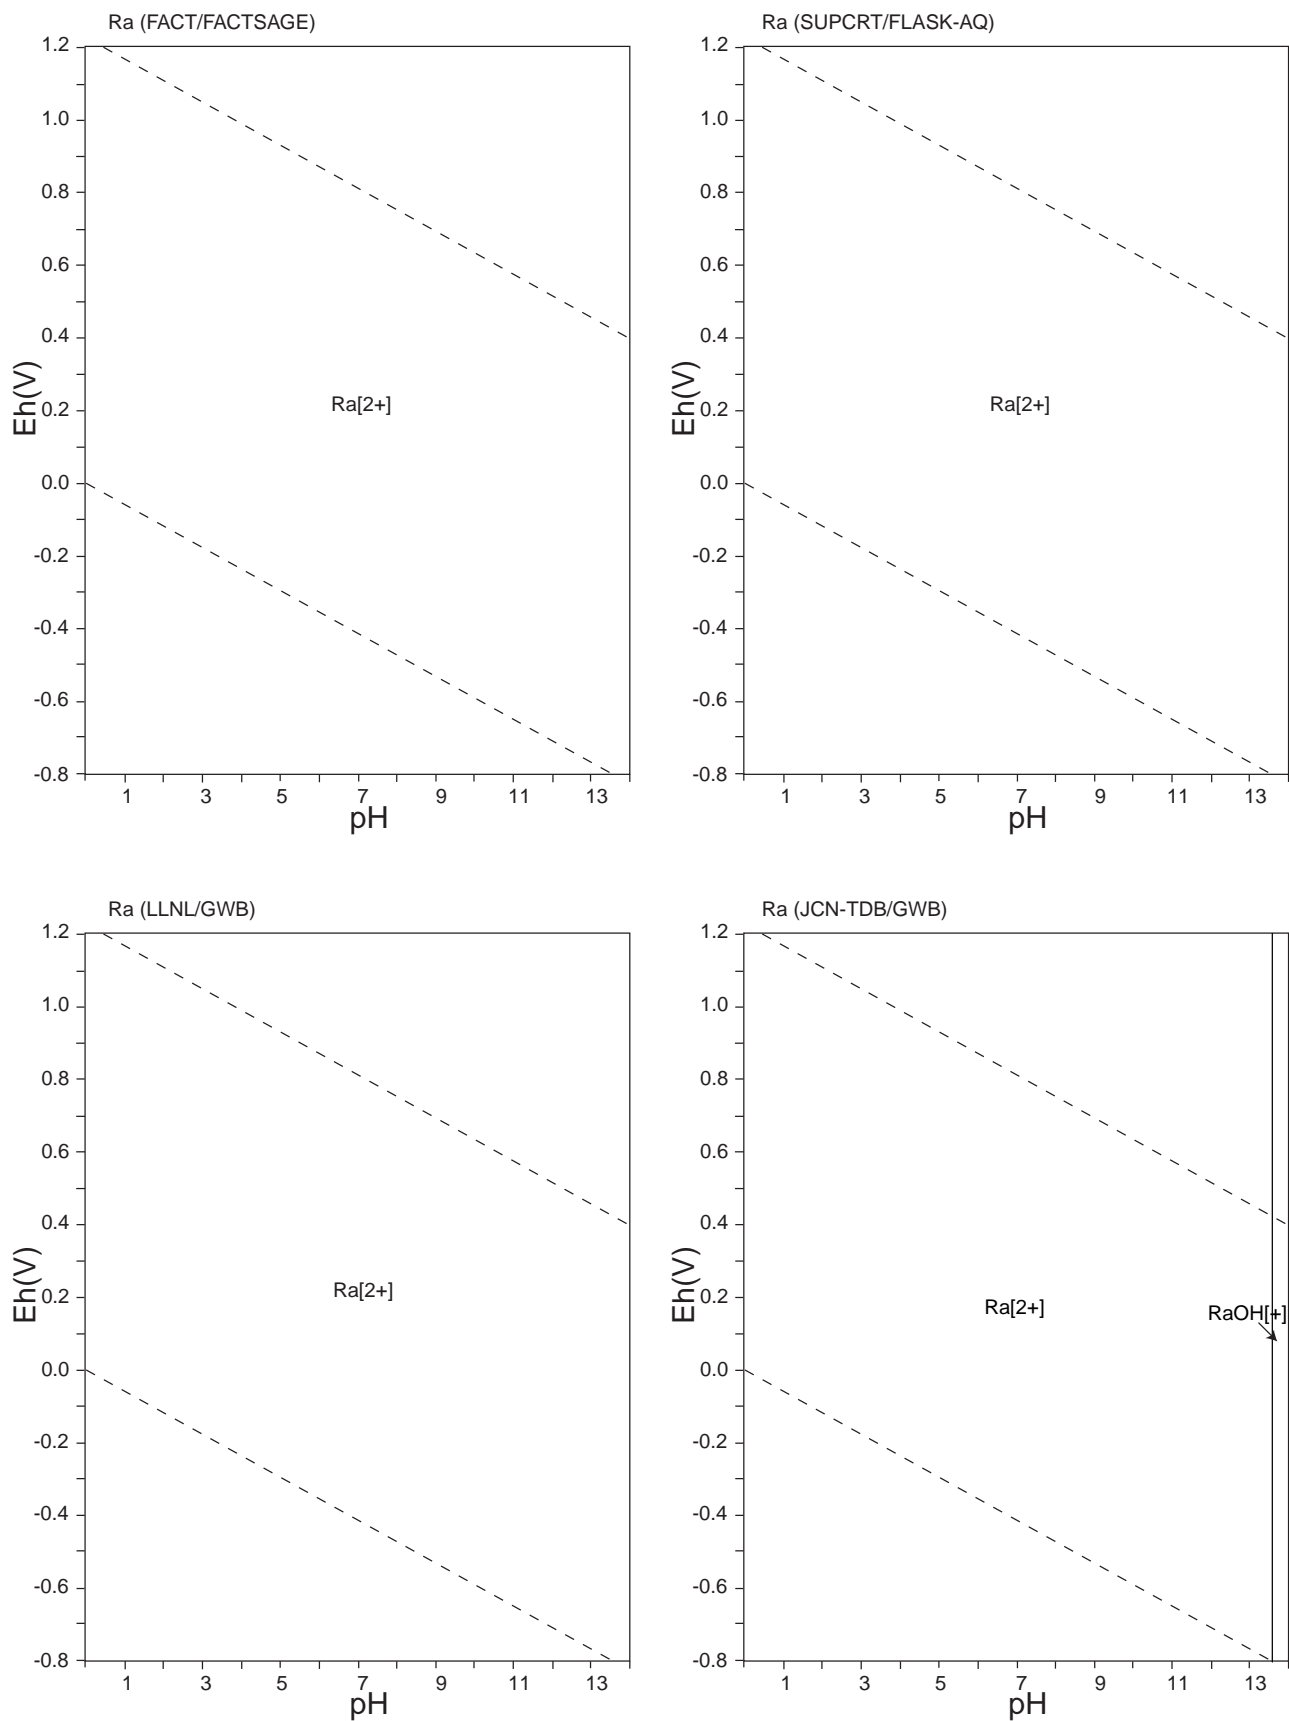 Ra (FACT/FACTSAGE)
1.2
1.0
0.8
0.6
0.4
0.2
0.0
-0.2
-0.4
-0.6
-0.8
Eh(V)
Ra[2+]
1 3 5 7 9 11 13
pH
Ra (SUPCRT/FLASK-AQ)
1.2
1.0
0.8
0.6
0.4
0.2
0.0
-0.2
-0.4
-0.6
-0.8
Eh(V)
Ra[2+]
1 3 5 7 9 11 13
pH
Ra (LLNL/GWB)
1.2
1.0
0.8
0.6
0.4
0.2
0.0
-0.2
-0.4
-0.6
-0.8
Eh(V)
Ra[2+]
1 3 5 7 9 11 13
pH
Ra (JCN-TDB/GWB)
1.2
1.0
0.8
0.6
0.4
0.2
0.0
-0.2
-0.4
-0.6
-0.8
Eh(V)
Ra[2+]
RaOH[+]
1 3 5 7 9 11 13
pH